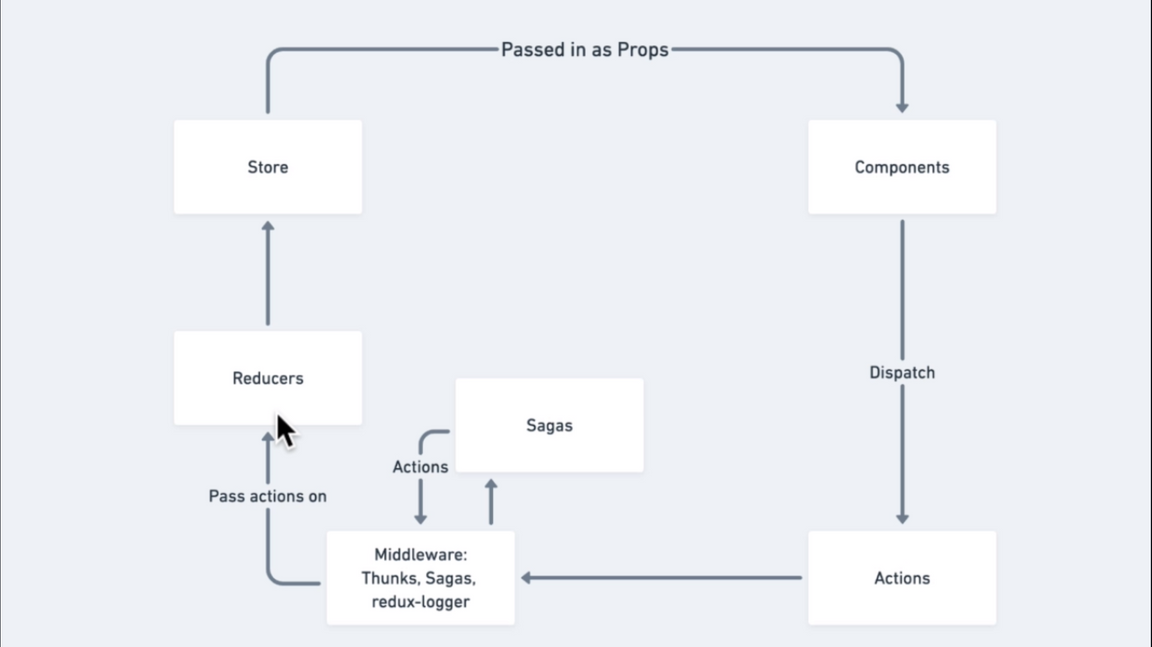 Passed in as Props
Store
Components
Dispatch
Reducers
Sagas
Actions
Pass actions on
Middleware:
Thunks, Sagas,
redux-logger
Actions